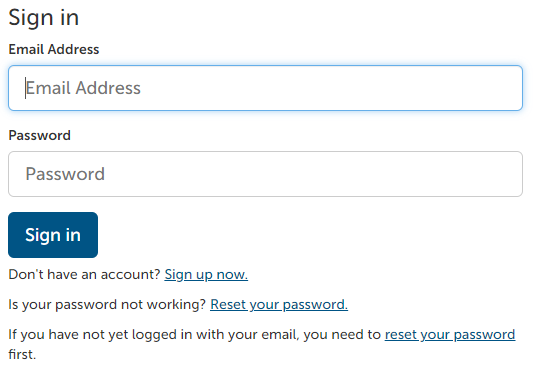 Sign in
Email Address
Email Address
Password
Password
Sign in
Don't have an account? Sign up now.
Is your password not working? Reset your password.
If you have not yet logged in with your email, you need to reset your password
first.